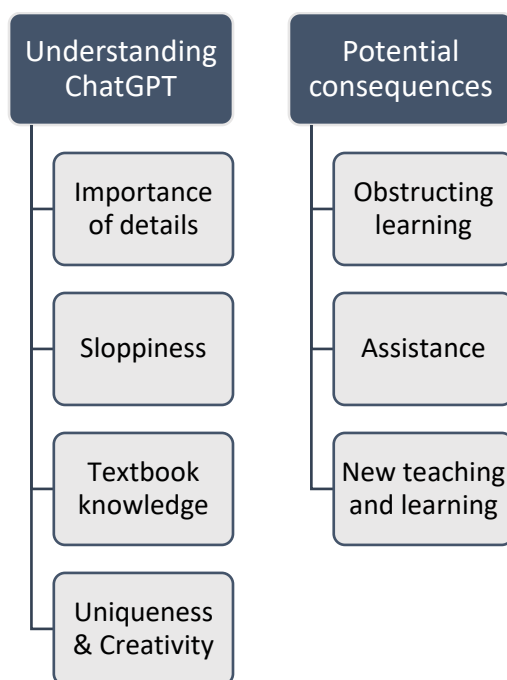 Understanding
ChatGPT
Importance
of details
Sloppiness
Textbook
knowledge
Uniqueness
& Creativity
Potential
consequences
Obstructing
learning
Assistance
New teaching
and learning